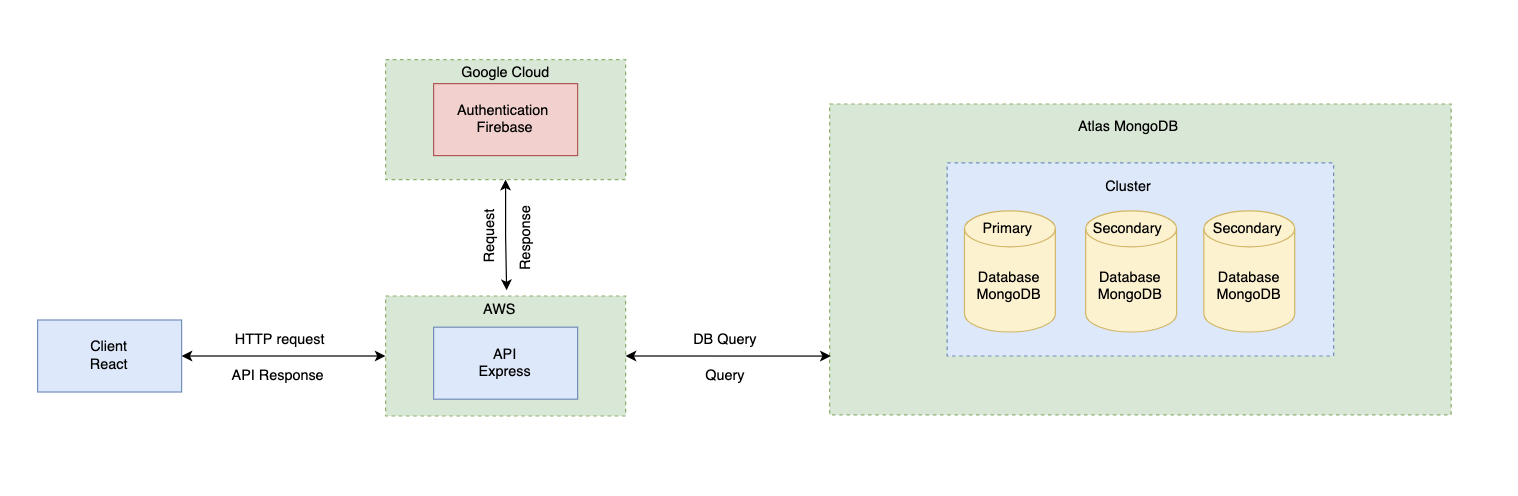 Google Cloud
Authentication
Firebase
Request
Response
AWS
API
Express
Client
React
HTTP request
API Response
DB Query
Query
Atlas MongoDB
Cluster
Primary
Database
MongoDB
Secondary
Database
MongoDB
Secondary
Database
MongoDB